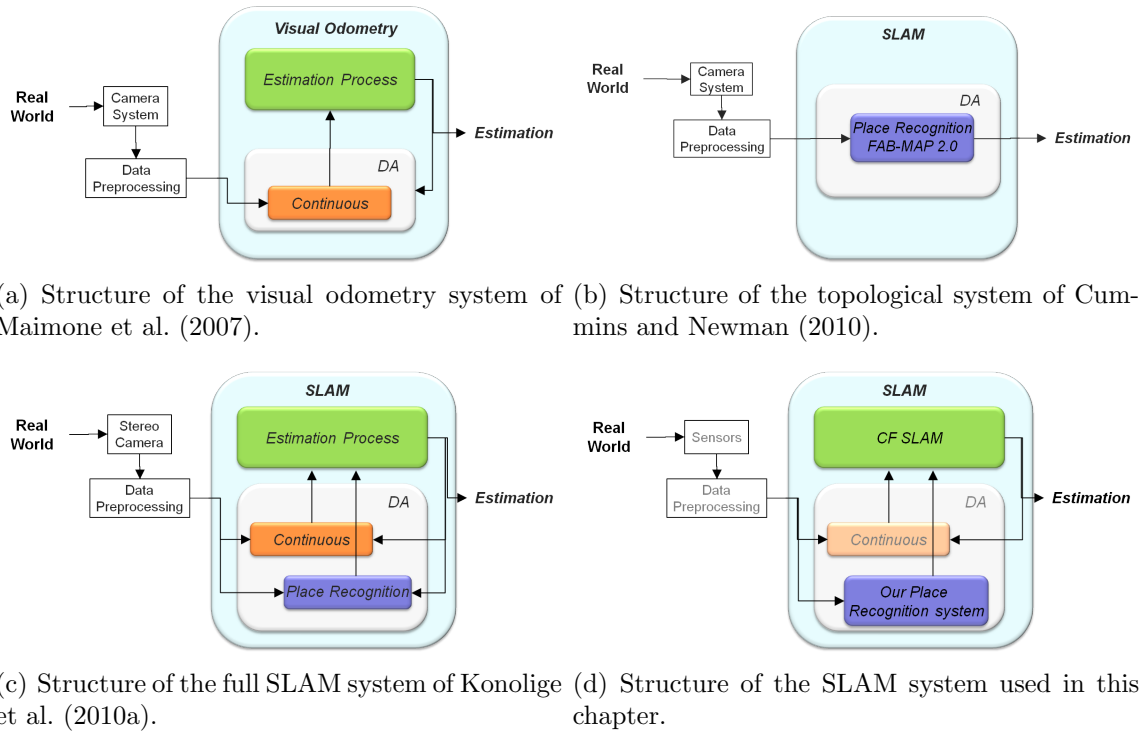 Visual Odometry
Estimation Process
Real
World
Camera
System
Estimation
DA
Data
Preprocessing
Continuous
(a) Structure of the visual odometry system of
Maimone et al. (2007).
SLAM
Real
World
Camera
System
DA
Data
Preprocessing
Place Recognition
FAB-MAP 2.0
Estimation
(b) Structure of the topological system of Cum-
mins and Newman (2010).
SLAM
Real
World
Stereo
Camera
Estimation Process
Data
Preprocessing
DA
Estimation
Continuous
Place Recognition
(c) Structure of the full SLAM system of Konolige
et al. (2010a).
SLAM
Real
World
Sensors
CF SLAM
Data
Preprocessing
DA
Estimation
Continuous
Our Place
Recognition system
(d) Structure of the SLAM system used in this
chapter.